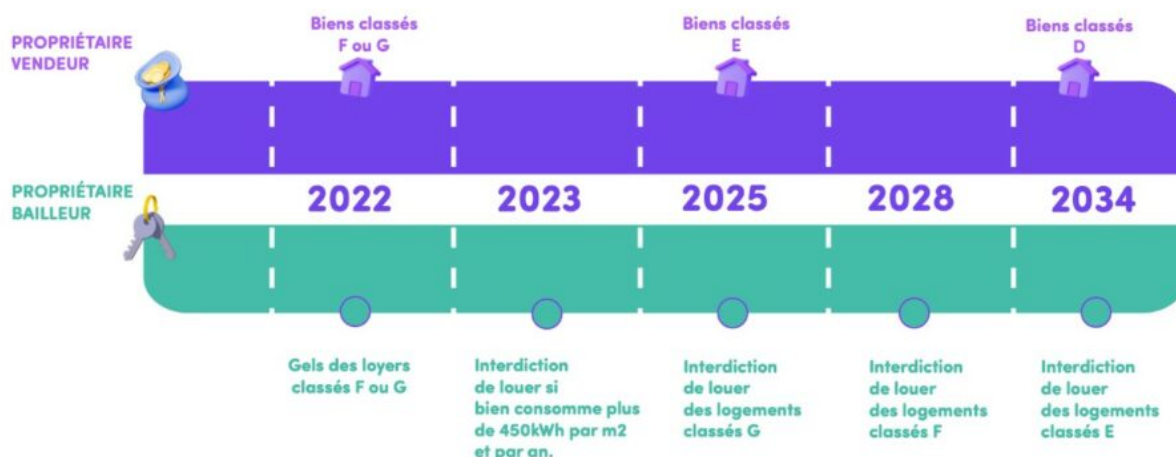 PROPRIÉTAIRE
VENDEUR
Biens classés
F ou G
Biens classés
E
Biens classés
D
PROPRIÉTAIRE
BAILLEUR
2022
2023
2025
2028
2034
Gels des loyers
classés F ou G
Interdiction
de louer si
bien consomme plus
de 450kWh par m2
et par an.
Interdiction
de louer
des logements
classés G
Interdiction
de louer
des logements
classés F
Interdiction
de louer
des logements
classés E